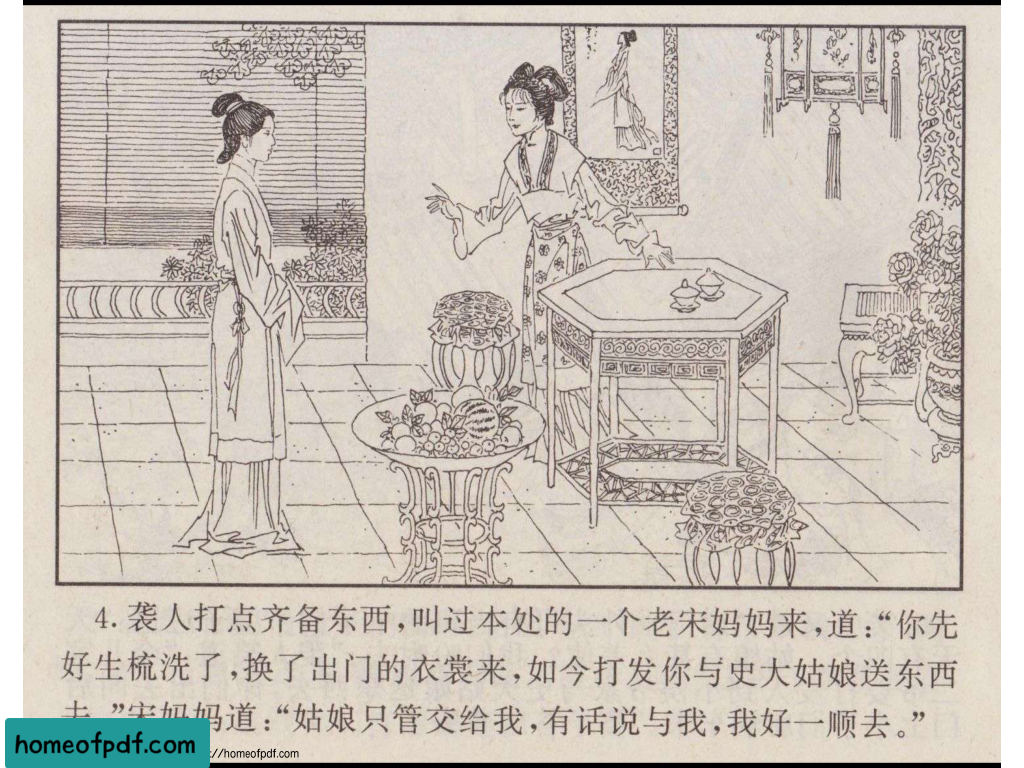 4. 袭人打点齐备东西，叫过本处的一个老宋妈妈来，道：“你先
好生梳洗了，换了出门的衣裳来，如今打发你与史大姑娘送东西
去。”宋妈妈道：“姑娘只管交给我，有话说与我，我好一顺去。”
homeofpdf.com
://homeofpdf.com